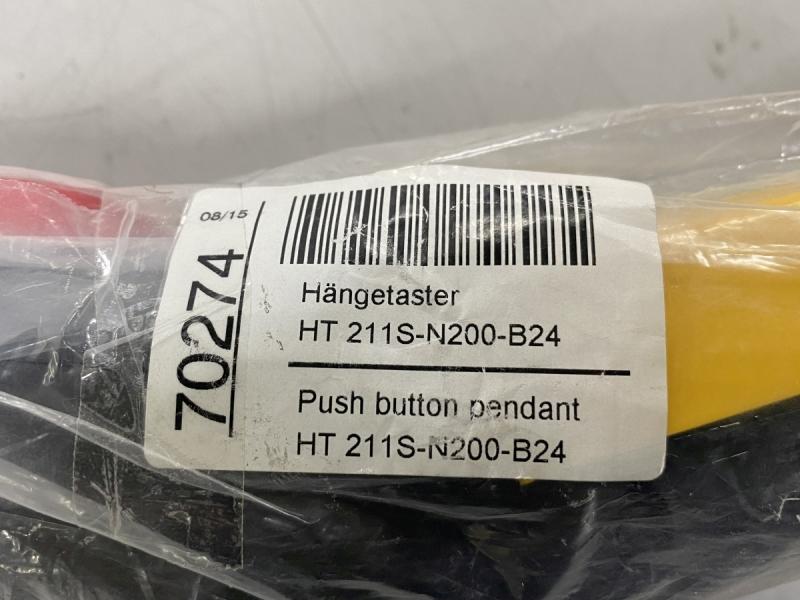 08/15
70274
Hängetaster
HT 211S-N200-B24
Push button pendant
HT 211S-N200-B24